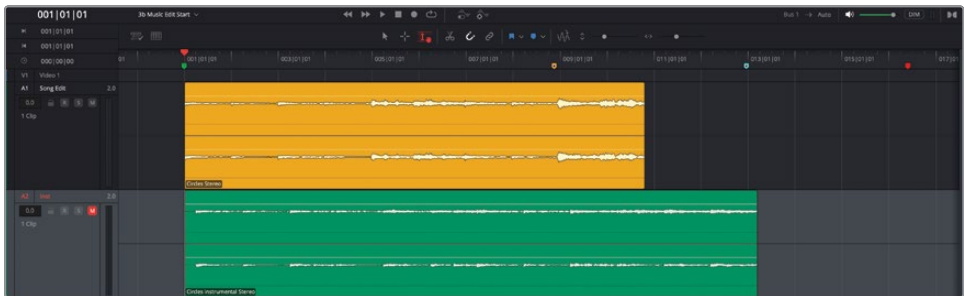 001|01|01 3b Music Edit Start Bus 1 → Auto DIM
001|01|01
001|01|01
000|00|00 01 001|01|01 003|01|01 005|01|01 007|01|01 009|01|01 011|01|01 013|01|01 015|01|01 017|01
V1 Video 1
A1 Song Edit 2.0
0.0 R S M
1 Clip
Circles Stereo
A2 Inst 2.0
0.0 R S M
1 Clip
Circles Instrumental Stereo